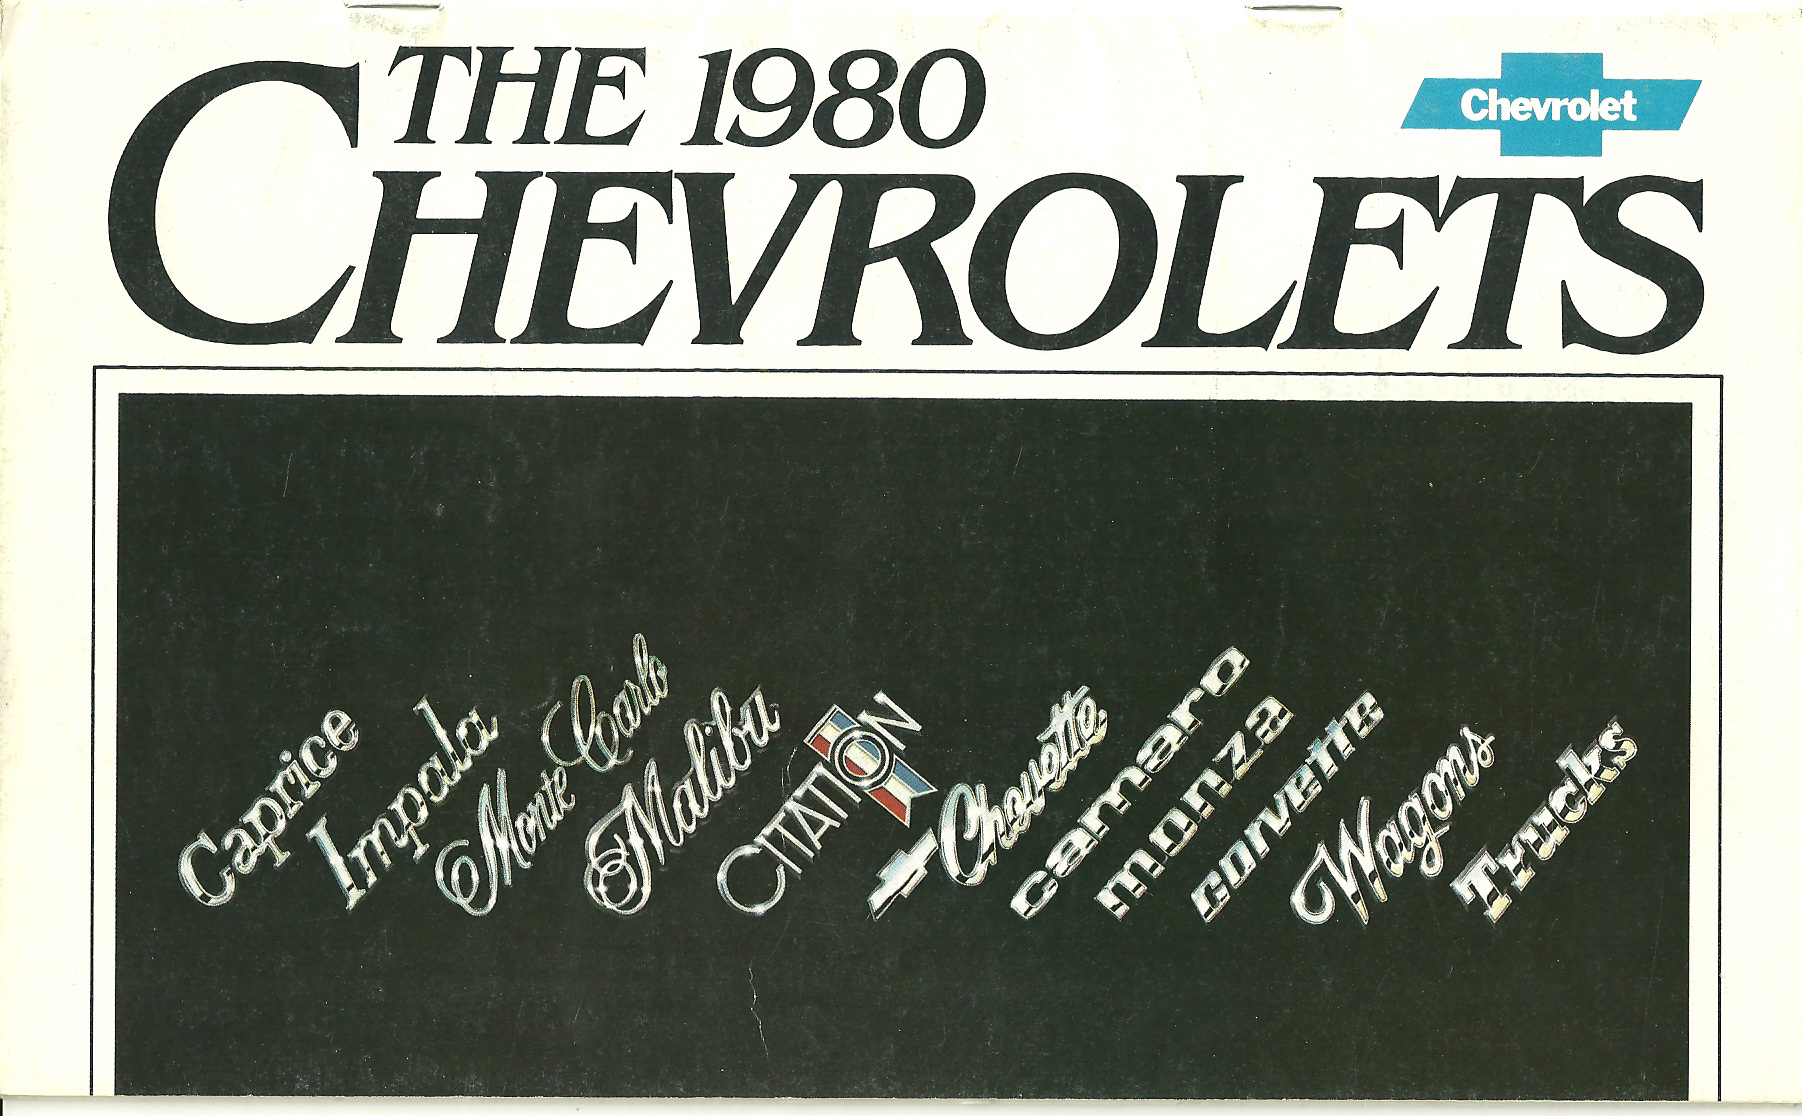 THE 1980
CHEVROLETS
Chevrolet
Caprice
Impala
Monte Carlo
Malibu
CITATION
Chevette
camaro
monza
corvette
Wagons
Trucks